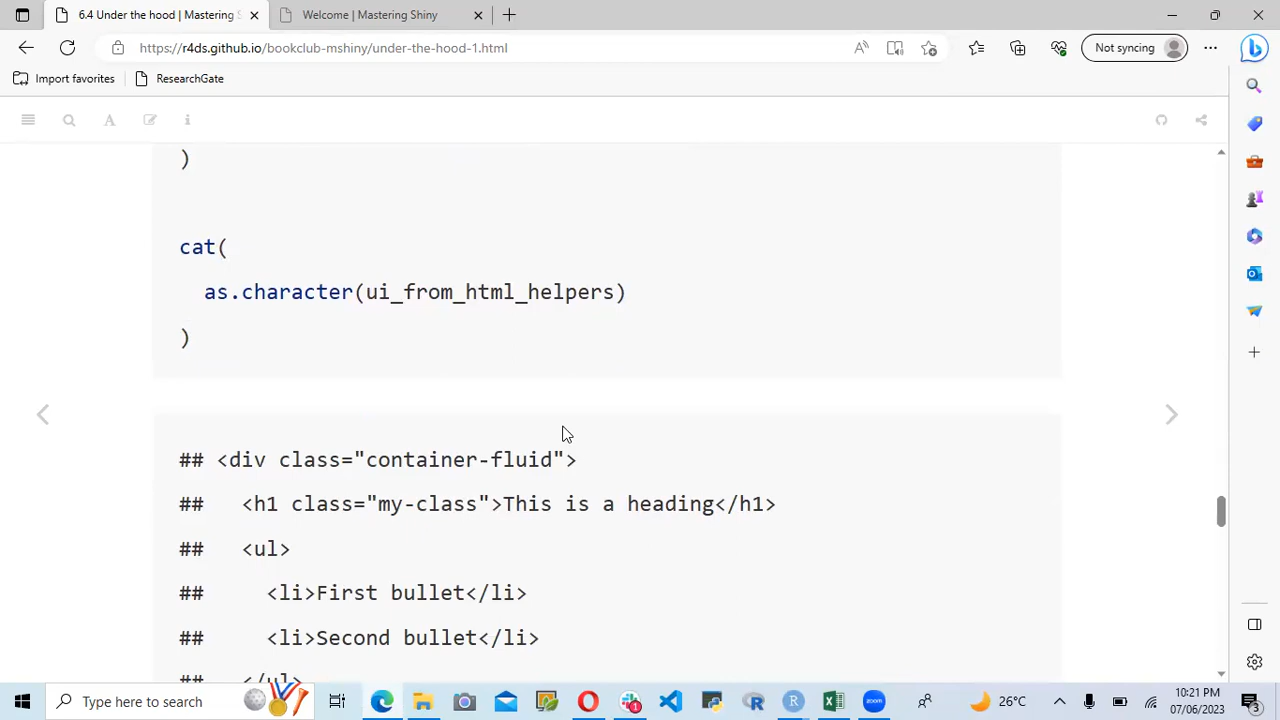 6.4 Under the hood | Mastering S
Welcome | Mastering Shiny
https://r4ds.github.io/bookclub-mshiny/under-the-hood-1.html
Not syncing
Import favorites
ResearchGate
)
cat(
as.character(ui_from_html_helpers)
)
## <div class="container-fluid">
## <h1 class="my-class">This is a heading</h1>
## <ul>
## <li>First bullet</li>
## <li>Second bullet</li>
## </ul>
Type here to search
26°C
10:21 PM
07/06/2023